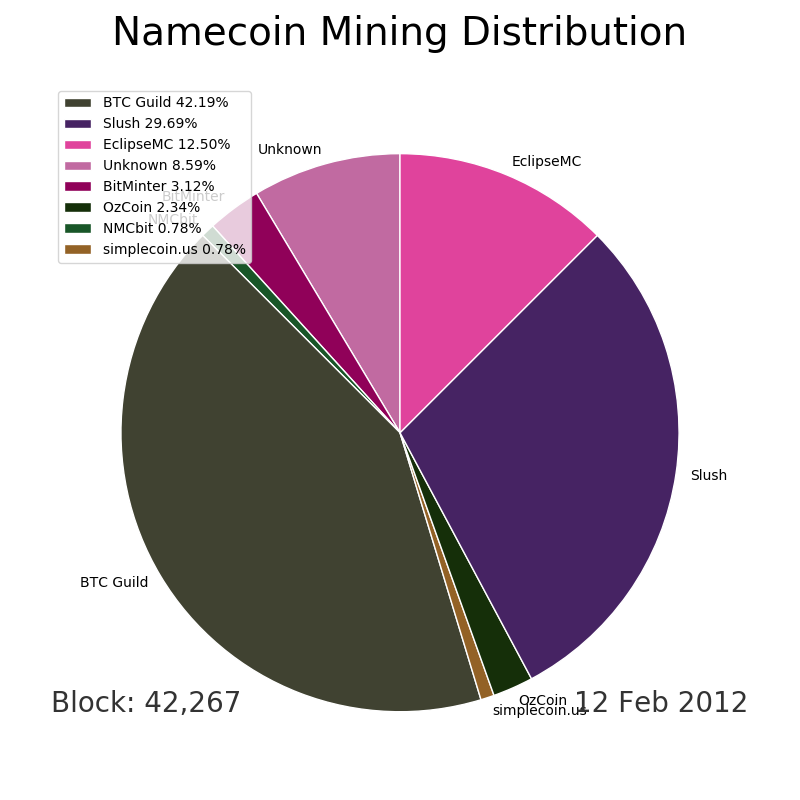 Namecoin Mining Distribution
BTC Guild 42.19%
Slush 29.69%
EclipseMC 12.50%
Unknown 8.59%
BitMinter 3.12%
OzCoin 2.34%
NMCbit 0.78%
simplecoin.us 0.78%
Unknown
EclipseMC
BitMinter
NMCbit
Slush
BTC Guild
OzCoin
simplecoin.us
Block: 42,267
12 Feb 2012